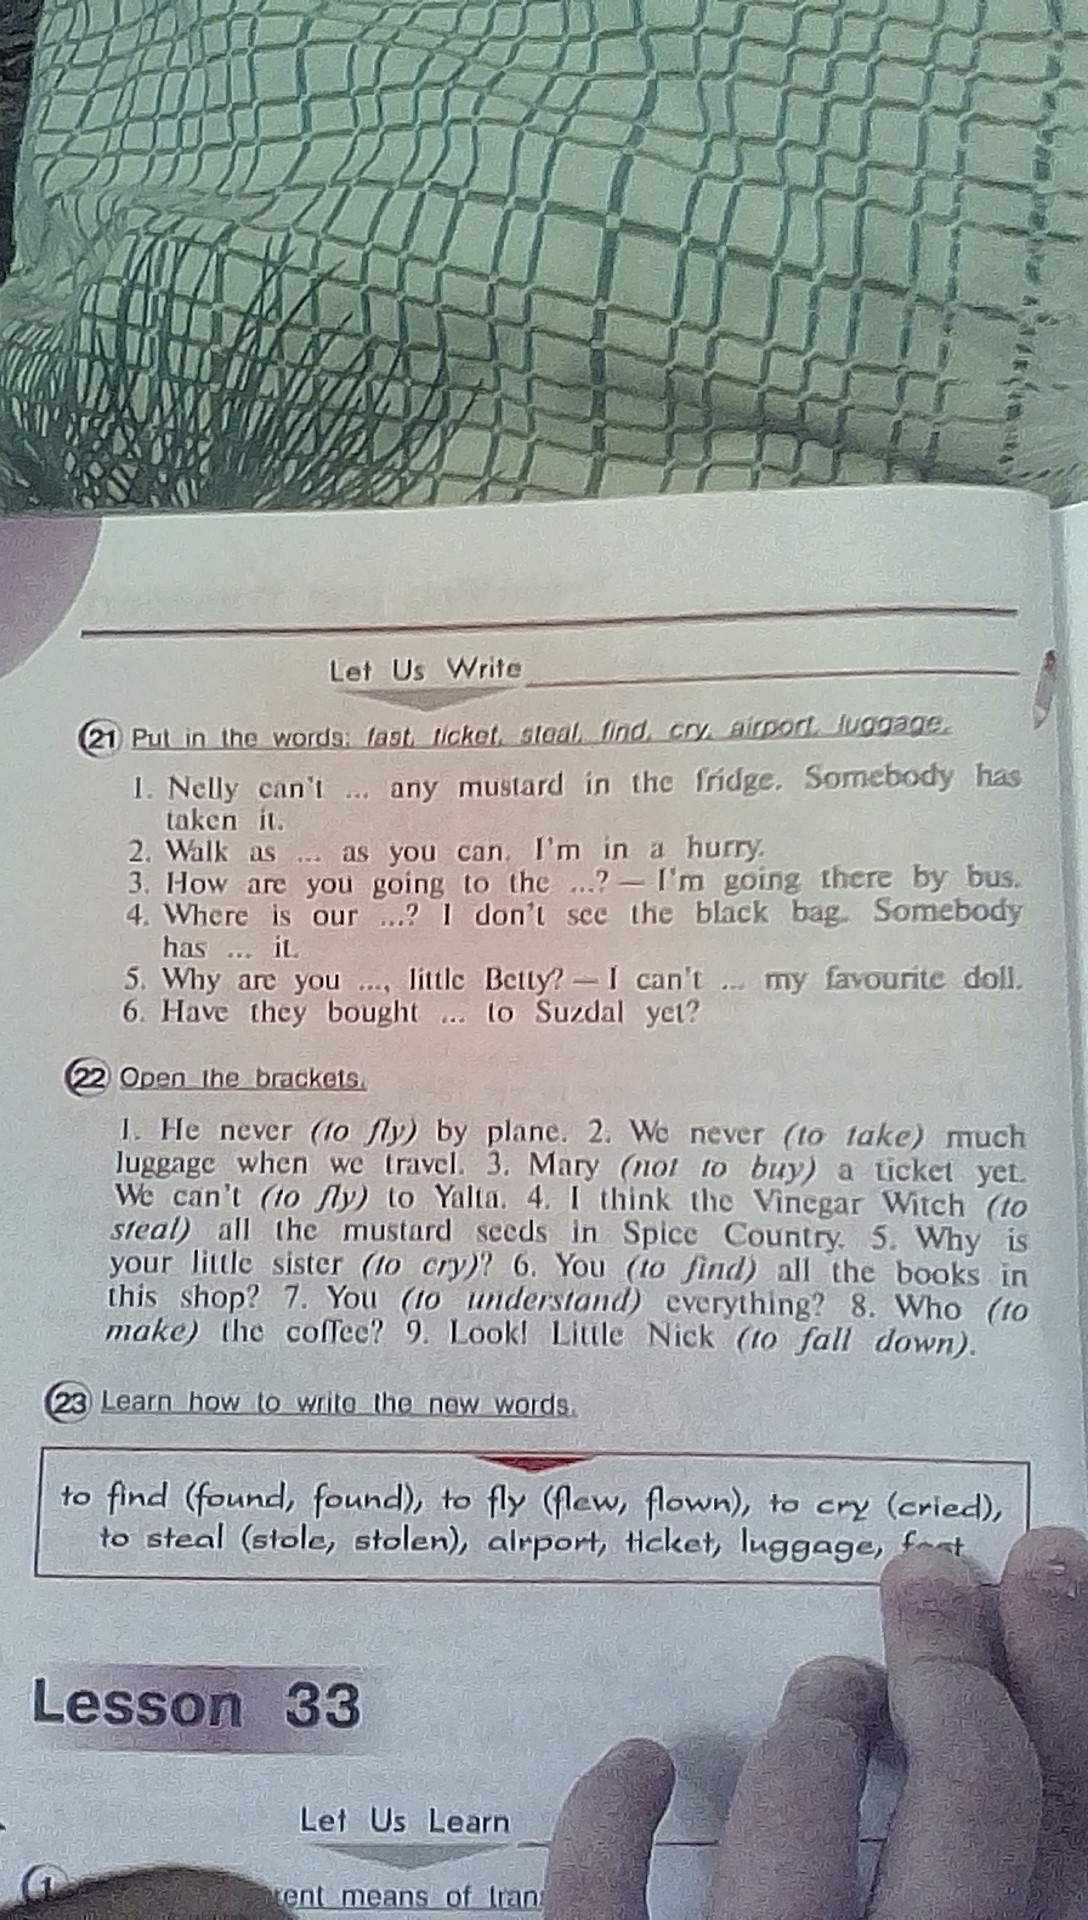 Let Us Write
21 Put in the words: fast, ticket, steal, find, cry, airport, luggage.
1. Nelly can't ... any mustard in the fridge. Somebody has
taken it.
2. Walk as ... as you can. I'm in a hurry.
3. How are you going to the ...? — I'm going there by bus.
4. Where is our ...? I don't see the black bag. Somebody
has ... it.
5. Why are you ..., little Betty? — I can't ... my favourite doll.
6. Have they bought ... to Suzdal yet?
22 Open the brackets.
1. He never (to fly) by plane. 2. We never (to take) much
luggage when we travel. 3. Mary (not to buy) a ticket yet.
We can't (to fly) to Yalta. 4. I think the Vinegar Witch (to
steal) all the mustard seeds in Spice Country. 5. Why is
your little sister (to cry)? 6. You (to find) all the books in
this shop? 7. You (to understand) everything? 8. Who (to
make) the coffee? 9. Look! Little Nick (to fall down).
23 Learn how to write the new words.
to find (found, found), to fly (flew, flown), to cry (cried),
to steal (stole, stolen), airport, ticket, luggage, fast
Lesson 33
Let Us Learn
1 means of